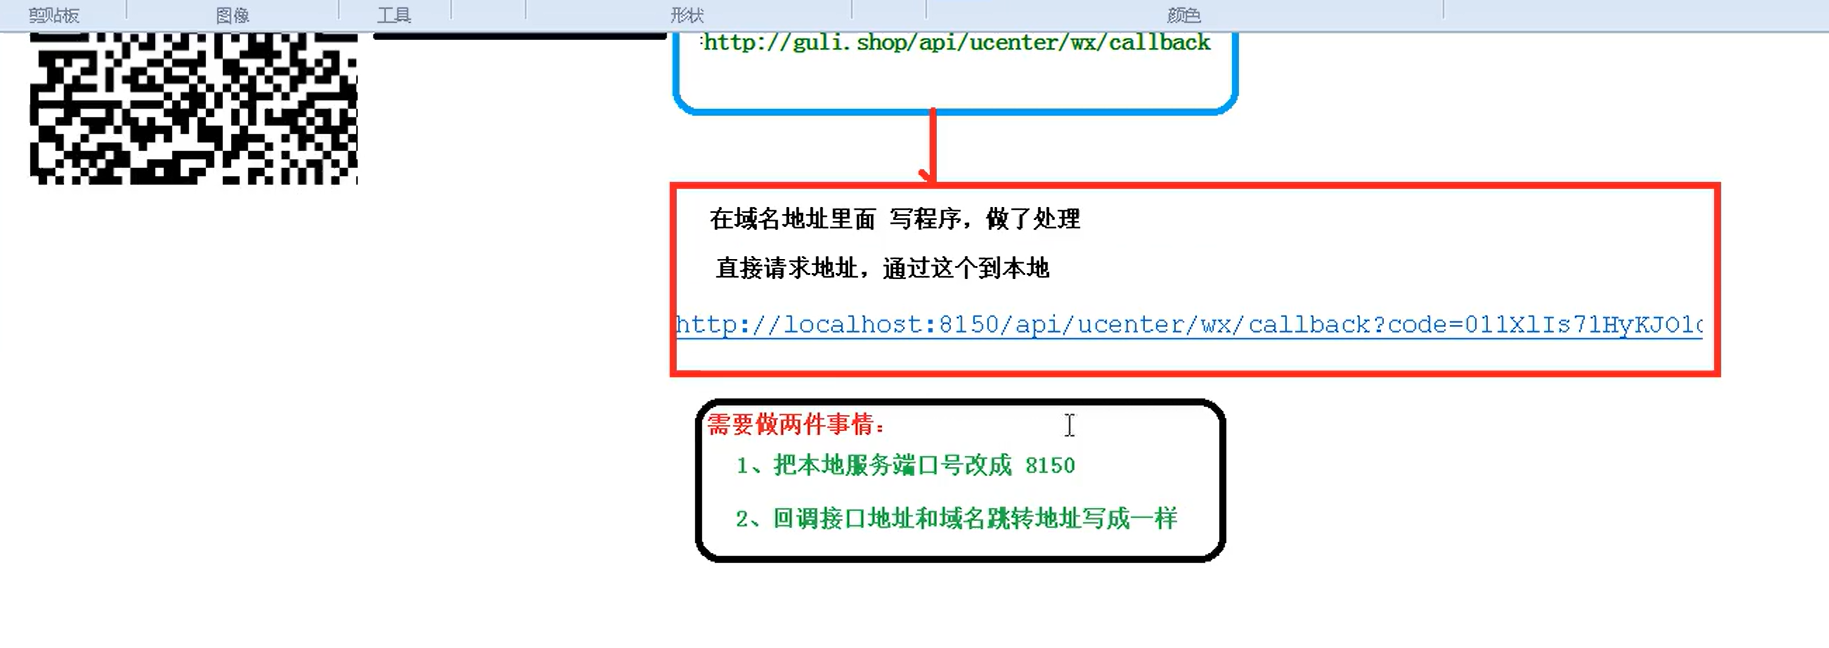 剪贴板 图像 工具 形状 颜色
:http://guli.shop/api/ucenter/wx/callback
在域名地址里面 写程序，做了处理
直接请求地址，通过这个到本地
http://localhost:8150/api/ucenter/wx/callback?code=011XlIs71HyKJO1c
需要做两件事情：
1、把本地服务端口号改成 8150
2、回调接口地址和域名跳转地址写成一样